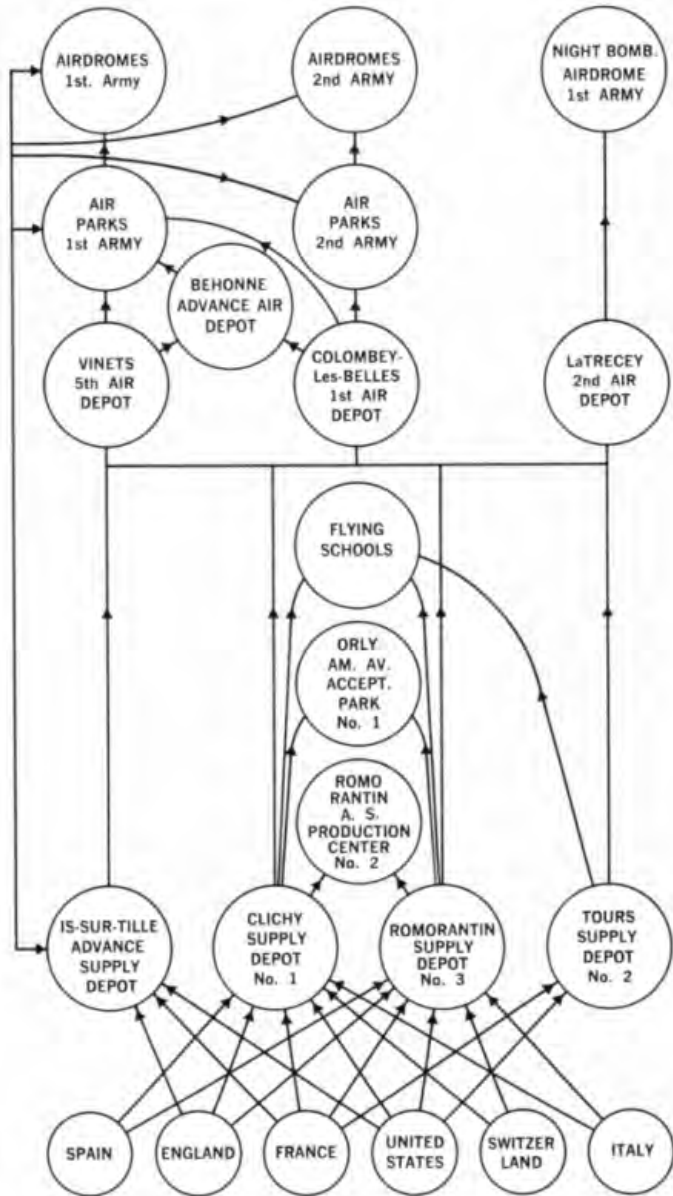 AIRDROMES
1st. Army
AIRDROMES
2nd ARMY
NIGHT BOMB.
AIRDROME
1st ARMY
AIR
PARKS
1st ARMY
AIR
PARKS
2nd ARMY
BEHONNE
ADVANCE AIR
DEPOT
VINETS
5th AIR
DEPOT
COLOMBEY-
Les-BELLES
1st AIR
DEPOT
LaTRECEY
2nd AIR
DEPOT
FLYING
SCHOOLS
ORLY
AM. AV.
ACCEPT.
PARK
No. 1
ROMO
RANTIN
A. S.
PRODUCTION
CENTER
No. 2
IS-SUR-TILLE
ADVANCE
SUPPLY
DEPOT
CLICHY
SUPPLY
DEPOT
No. 1
ROMORANTIN
SUPPLY
DEPOT
No. 3
TOURS
SUPPLY
DEPOT
No. 2
SPAIN
ENGLAND
FRANCE
UNITED
STATES
SWITZER
LAND
ITALY